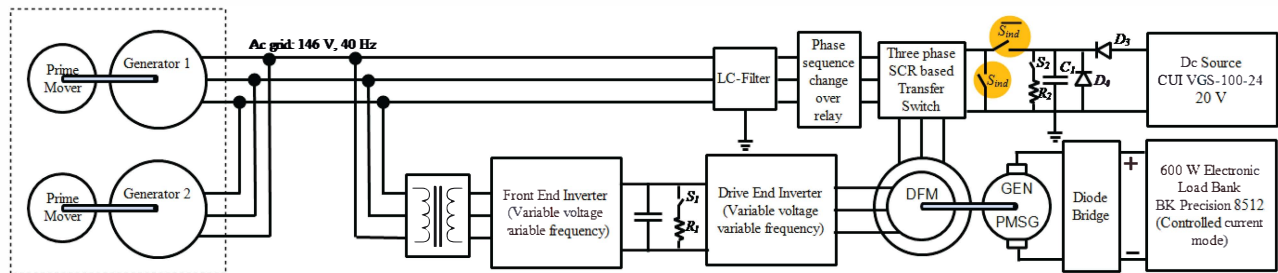 Ac grid: 146 V, 40 Hz
Prime
Mover
Generator 1
LC-Filter
Phase
sequence
change over
relay
Three phase
SCR based
Transfer
Switch
S_ind
S_ind
S2
R2
C1
D3
D4
Dc Source
CUI VGS-100-24
20 V
Prime
Mover
Generator 2
Front End Inverter
(Variable voltage
variable frequency)
S1
R1
Drive End Inverter
(Variable voltage
variable frequency)
DFM
GEN
PMSG
Diode
Bridge
+
−
600 W Electronic
Load Bank
BK Precision 8512
(Controlled current
mode)